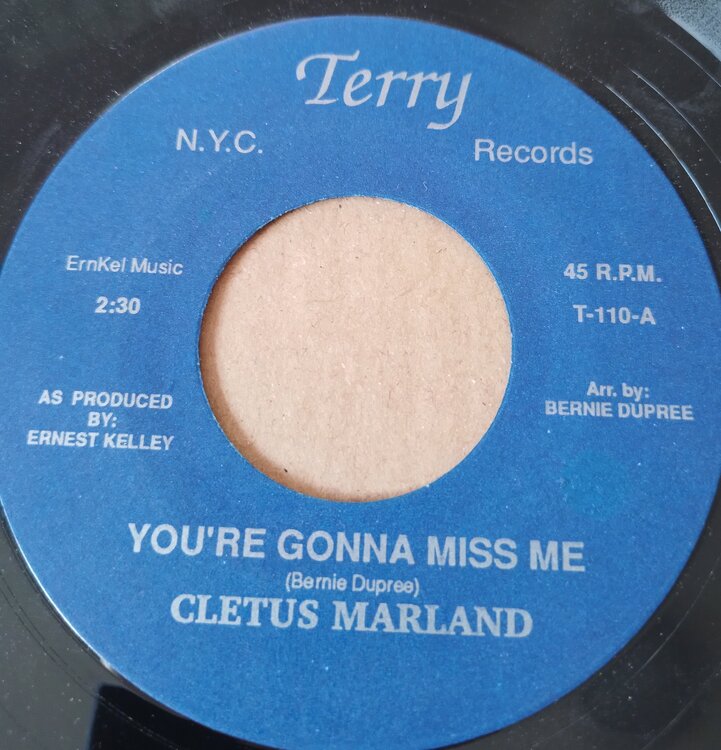 Terry
N.Y.C.
Records
ErnKel Music
2:30
45 R.P.M.
T-110-A
AS PRODUCED
BY:
ERNEST KELLEY
Arr. by:
BERNIE DUPREE
YOU'RE GONNA MISS ME
(Bernie Dupree)
CLETUS MARLAND